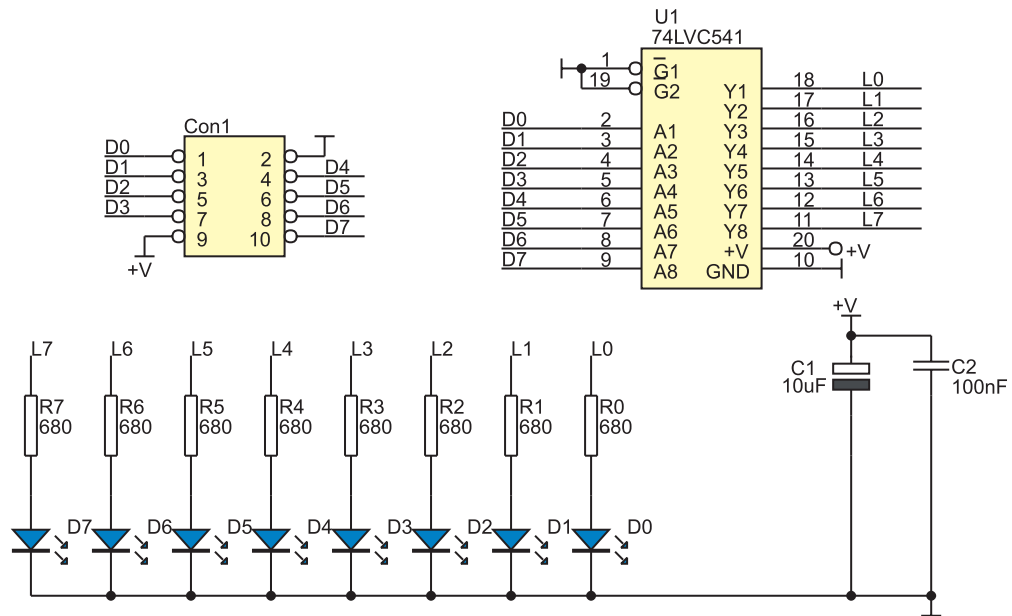 U1
74LVC541
1 G1
19 G2
D0 2 A1
D1 3 A2
D2 4 A3
D3 5 A4
D4 6 A5
D5 7 A6
D6 8 A7
D7 9 A8
Y1 18 L0
Y2 17 L1
Y3 16 L2
Y4 15 L3
Y5 14 L4
Y6 13 L5
Y7 12 L6
Y8 11 L7
+V 20 +V
GND 10
Con1
D0 1 2
D1 3 4 D4
D2 5 6 D5
D3 7 8 D6
9 10 D7
+V
+V
C1
10uF
C2
100nF
L7 L6 L5 L4 L3 L2 L1 L0
R7 R6 R5 R4 R3 R2 R1 R0
680 680 680 680 680 680 680 680
D7 D6 D5 D4 D3 D2 D1 D0